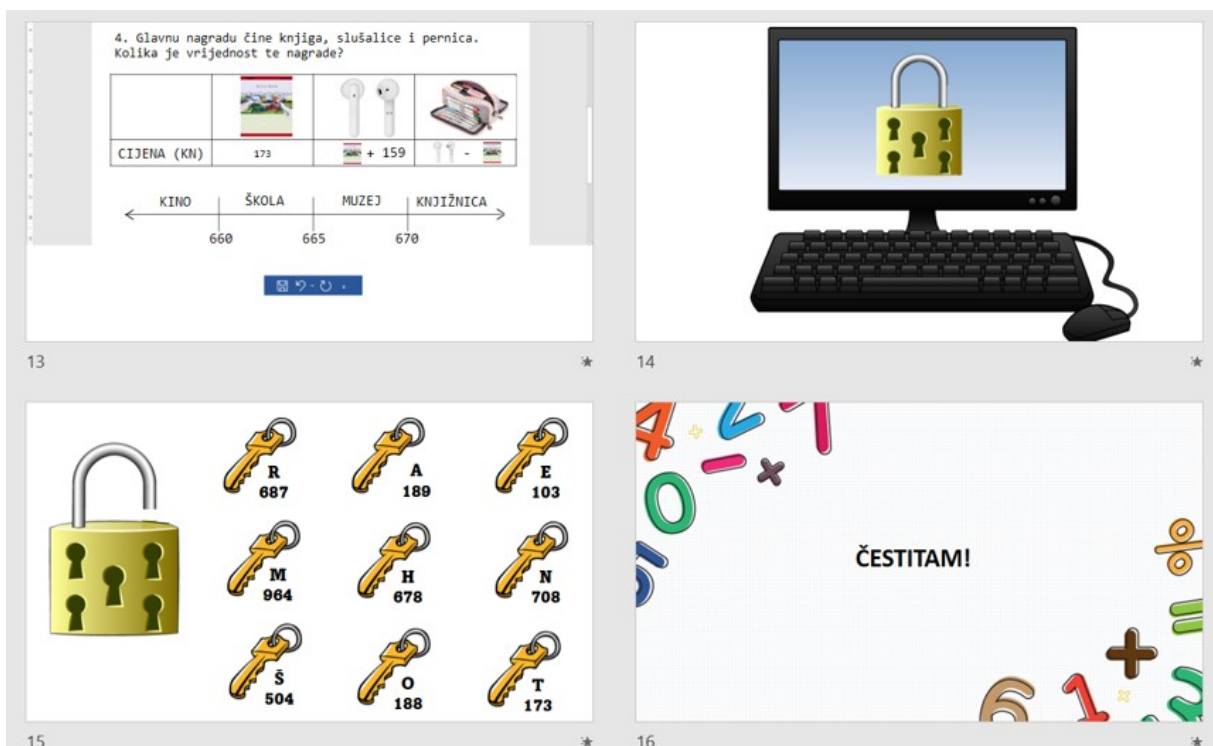 4. Glavnu nagradu čine knjiga, slušalice i pernica.
Kolika je vrijednost te nagrade?
CIJENA (KN) 173 + 159 -
KINO ŠKOLA MUZEJ KNJIŽNICA
660 665 670
13
14
R
687
A
189
E
103
M
964
H
678
N
708
Š
504
O
188
T
173
ČESTITAM!
15
16